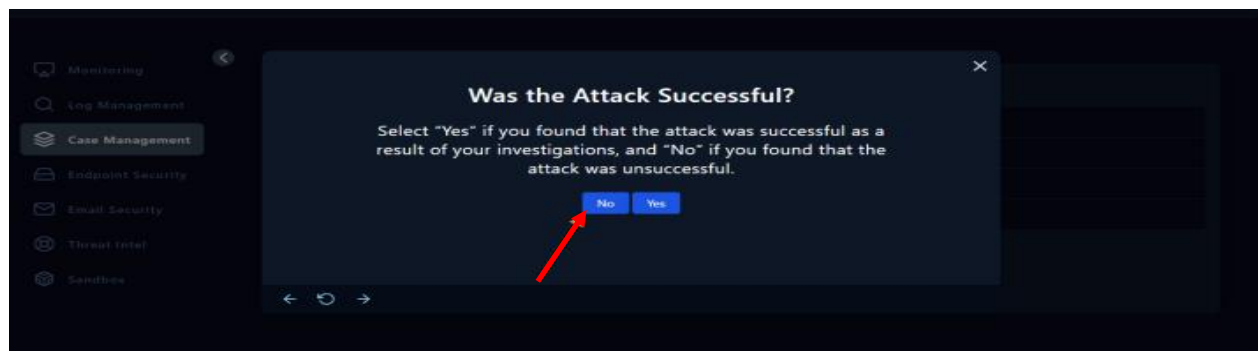 Monitoring
Log Management
Case Management
Endpoint Security
Email Security
Threat Intel
Sandbox
Was the Attack Successful?
Select "Yes" if you found that the attack was successful as a
result of your investigations, and "No" if you found that the
attack was unsuccessful.
No Yes